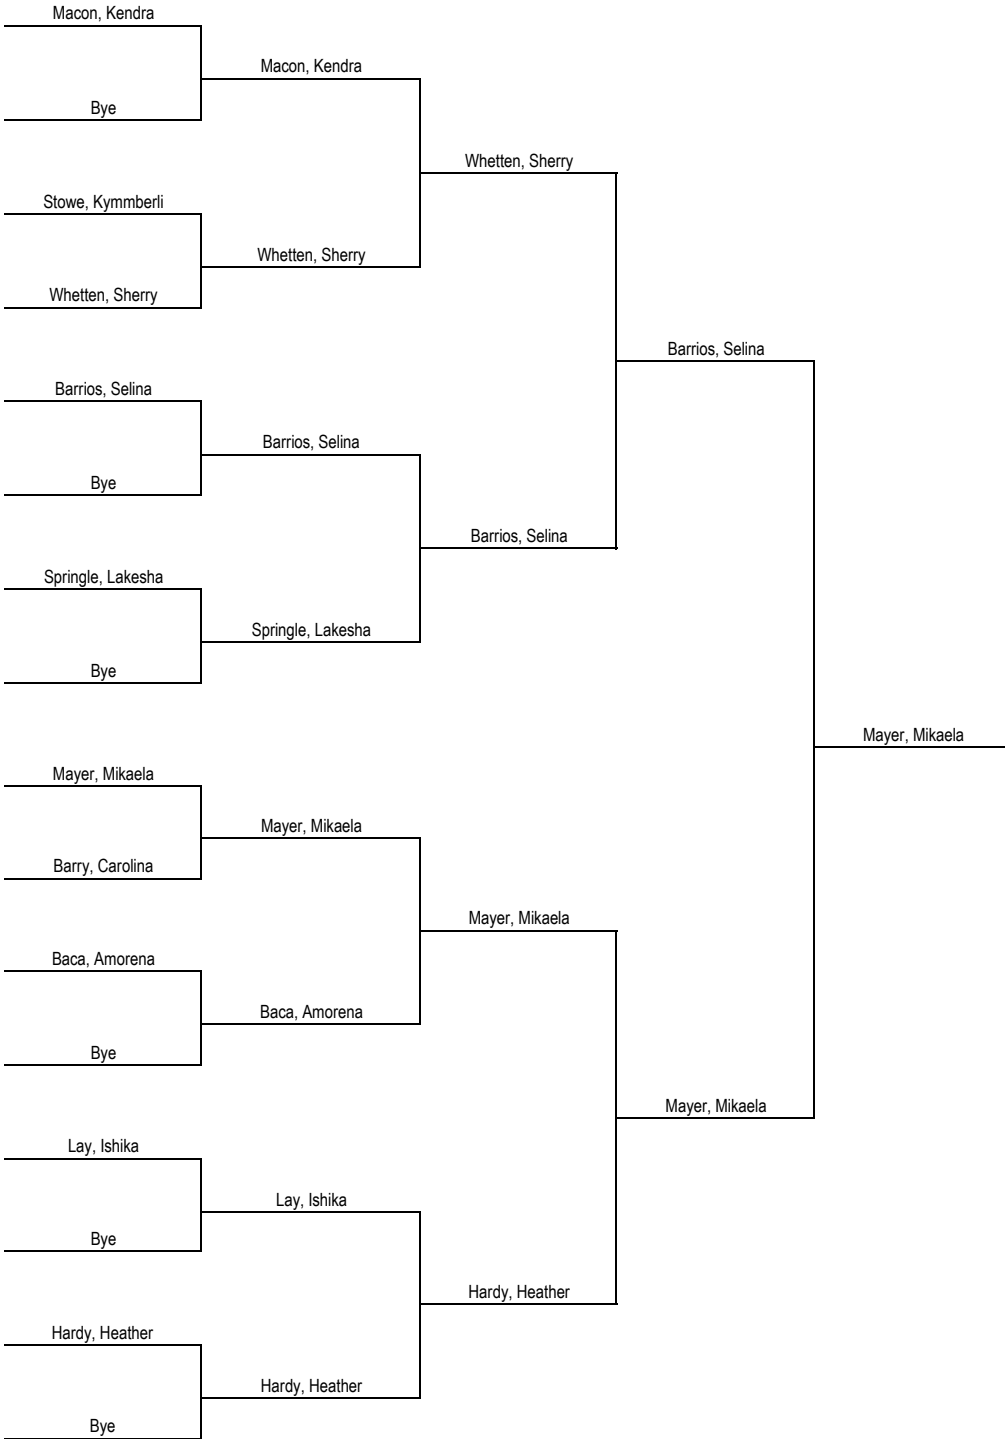 Macon, Kendra
Macon, Kendra
Bye
Whetten, Sherry
Stowe, Kymmberli
Whetten, Sherry
Whetten, Sherry
Barrios, Selina
Barrios, Selina
Barrios, Selina
Bye
Barrios, Selina
Springle, Lakesha
Springle, Lakesha
Bye
Mayer, Mikaela
Mayer, Mikaela
Mayer, Mikaela
Barry, Carolina
Mayer, Mikaela
Baca, Amorena
Baca, Amorena
Bye
Mayer, Mikaela
Lay, Ishika
Lay, Ishika
Bye
Hardy, Heather
Hardy, Heather
Hardy, Heather
Bye